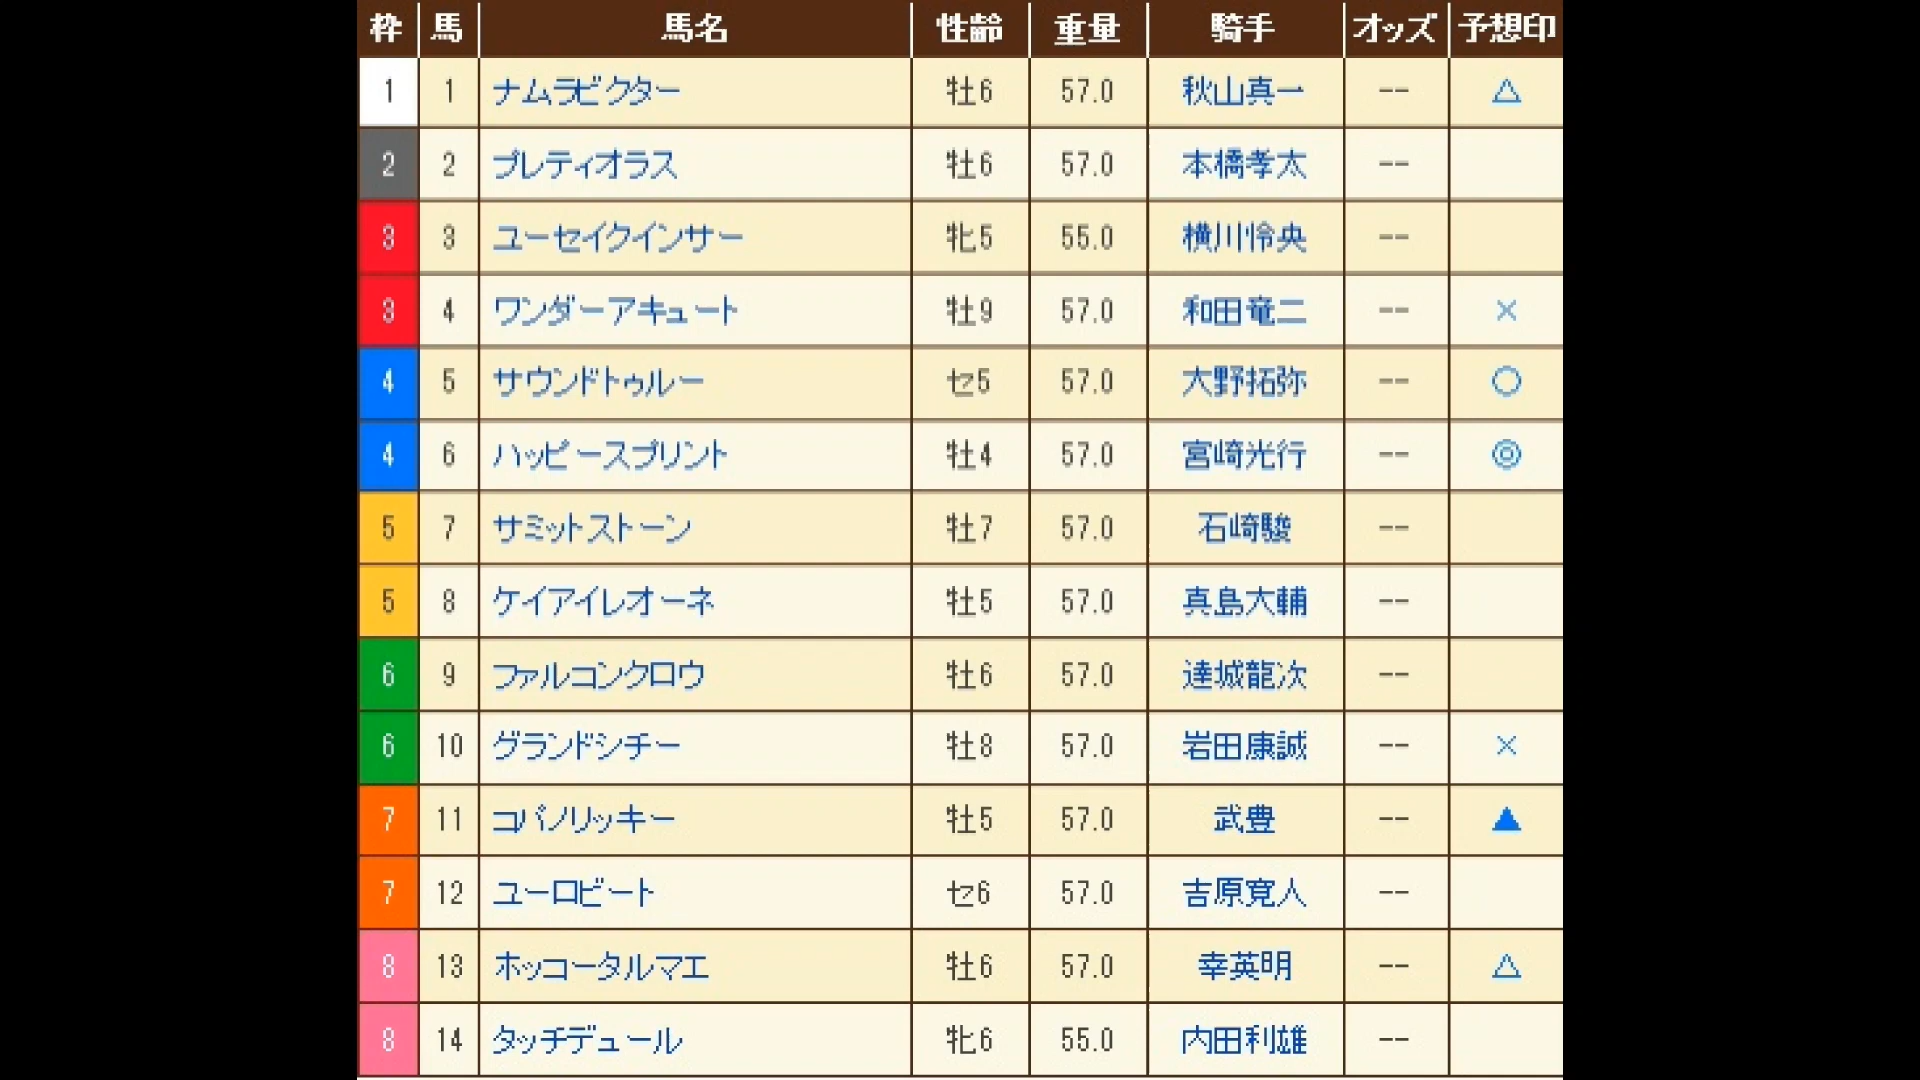 枠 馬 馬名 性齢 重量 騎手 オッズ 予想印
1 1 ナムラビクター 牡6 57.0 秋山真一 -- △
2 2 プレティオラス 牡6 57.0 本橋孝太 --
3 3 ユーセイクインサー 牝5 55.0 横川怜央 --
3 4 ワンダーアキュート 牡9 57.0 和田竜二 -- ×
4 5 サウンドトゥルー セ5 57.0 大野拓弥 -- ○
4 6 ハッピースプリント 牡4 57.0 宮崎光行 -- ◎
5 7 サミットストーン 牡7 57.0 石崎駿 --
5 8 ケイアイレオーネ 牡5 57.0 真島大輔 --
6 9 ファルコンクロウ 牡6 57.0 達城龍次 --
6 10 グランドシチー 牡8 57.0 岩田康誠 -- ×
7 11 コパノリッキー 牡5 57.0 武豊 -- ▲
7 12 ユーロビート セ6 57.0 吉原寛人 --
8 13 ホッコータルマエ 牡6 57.0 幸英明 -- △
8 14 タッチデュール 牝6 55.0 内田利雄 --